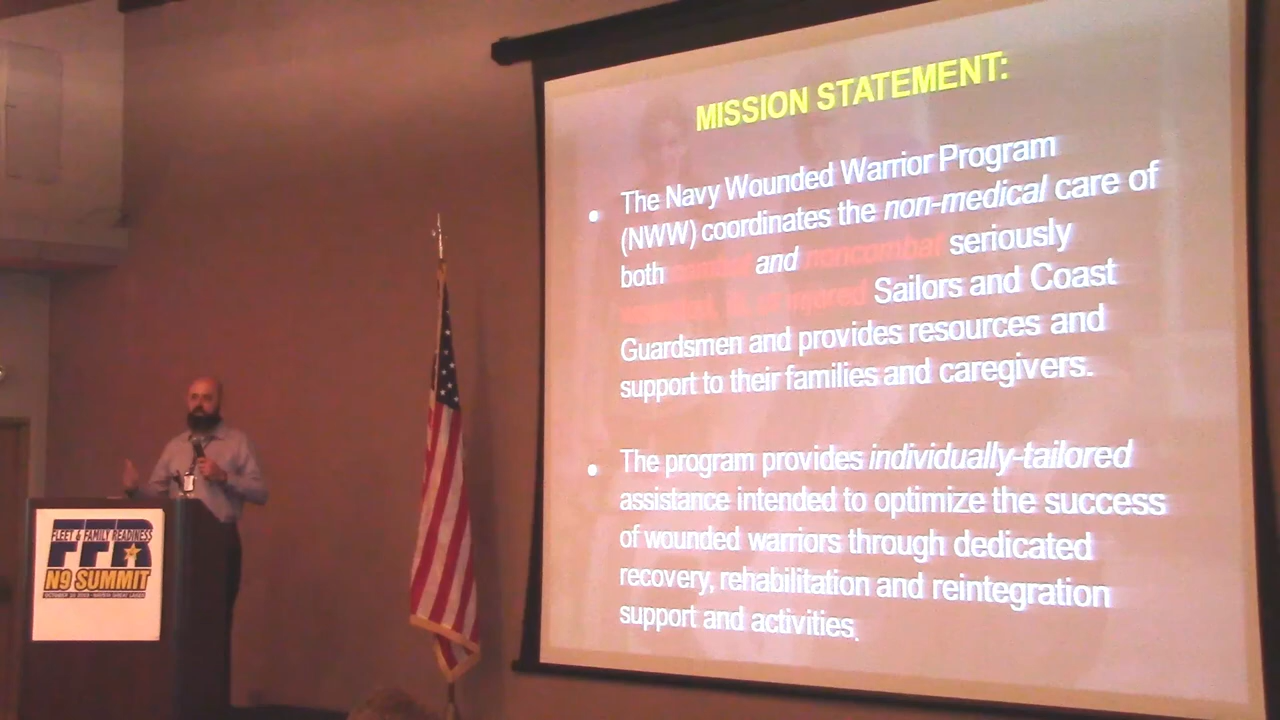 MISSION STATEMENT:
The Navy Wounded Warrior Program
(NWW) coordinates the non-medical care of
both and noncombat seriously
injured Sailors and Coast
Guardsmen and provides resources and
support to their families and caregivers.
The program provides individually-tailored
assistance intended to optimize the success
of wounded warriors through dedicated
recovery, rehabilitation and reintegration
support and activities.
FLEET & FAMILY READINESS
FFR
N9 SUMMIT